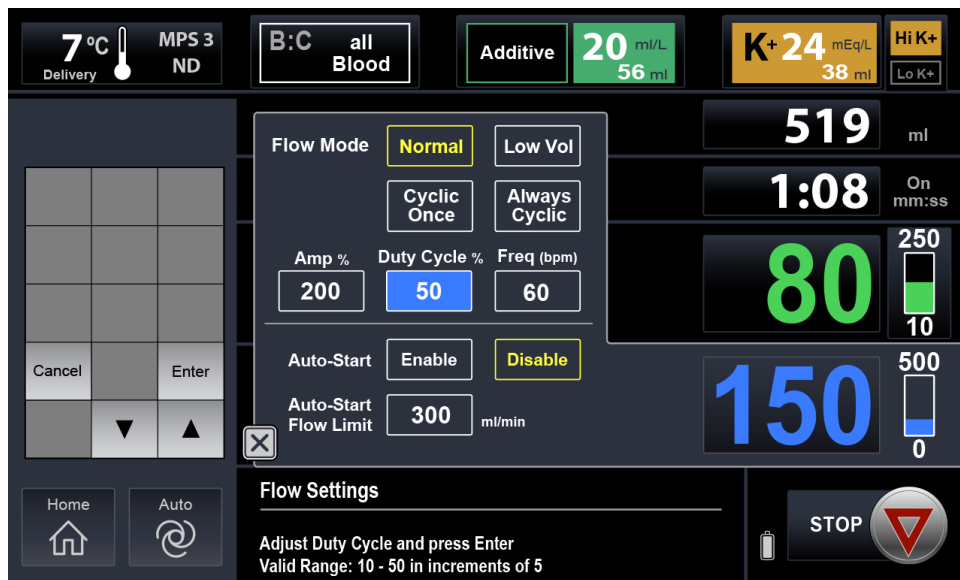 7 °C
Delivery
MPS 3
ND
B:C all
Blood
Additive
20 ml/L
56 ml
K+ 24 mEq/L
38 ml
Hi K+
Lo K+
519 ml
1:08 On
mm:ss
Flow Mode
Normal
Low Vol
Cyclic
Once
Always
Cyclic
Amp %
Duty Cycle %
Freq (bpm)
200
50
60
80
250
10
Auto-Start
Enable
Disable
Auto-Start
Flow Limit
300 ml/min
150
500
0
Cancel
Enter
Home
Auto
Flow Settings
Adjust Duty Cycle and press Enter
Valid Range: 10 - 50 in increments of 5
STOP